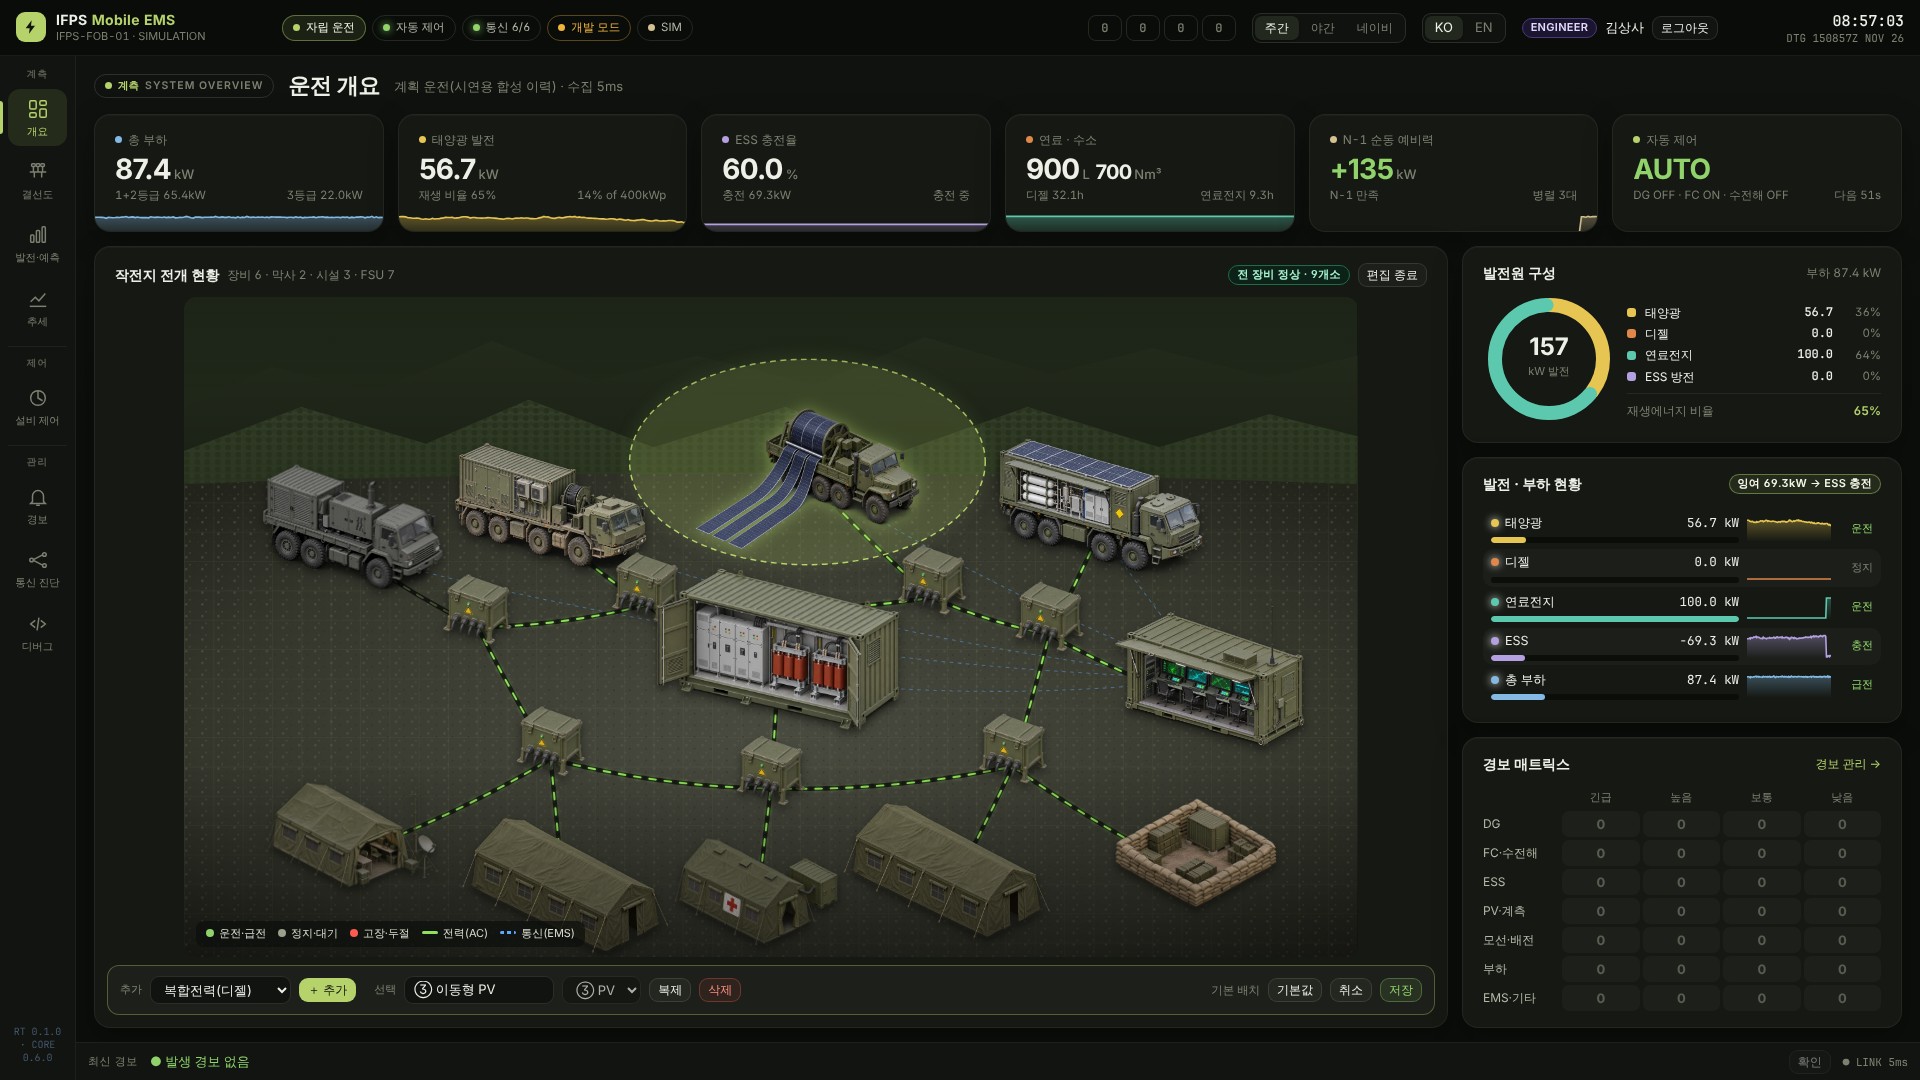 IFPS Mobile EMS
IFPS-FOB-01 · SIMULATION
자립 운전
자동 제어
통신 6/6
개발 모드
SIM
0 0 0 0
주간 야간 네이비
KO EN
ENGINEER 김상사 로그아웃
08:57:03
DTG 150857Z NOV 26
계측
개요
결선도
발전·예측
추세
제어
설비 제어
관리
경보
통신 진단
디버그
RT 0.1.0
· CORE
0.6.0
계측 SYSTEM OVERVIEW
운전 개요
계획 운전(시연용 합성 이력) · 수집 5ms
총 부하
87.4 kW
1+2등급 65.4kW 3등급 22.0kW
태양광 발전
56.7 kW
재생 비율 65% 14% of 400kWp
ESS 충전율
60.0 %
충전 69.3kW 충전 중
연료 · 수소
900 L 700 Nm³
디젤 32.1h 연료전지 9.3h
N-1 순동 예비력
+135 kW
N-1 만족 병렬 3대
자동 제어
AUTO
DG OFF · FC ON · 수전해 OFF 다음 51s
작전지 전개 현황 장비 6 · 막사 2 · 시설 3 · FSU 7
전 장비 정상 · 9개소 편집 종료
운전·급전 정지·대기 고장·두절 전력(AC) 통신(EMS)
추가 복합전력(디젤) + 추가 선택 ③ 이동형 PV ③ PV 복제 삭제
기본 배치 기본값 취소 저장
발전원 구성 부하 87.4 kW
157
kW 발전
태양광 56.7 36%
디젤 0.0 0%
연료전지 100.0 64%
ESS 방전 0.0 0%
재생에너지 비율 65%
발전 · 부하 현황 잉여 69.3kW → ESS 충전
태양광 56.7 kW 운전
디젤 0.0 kW 정지
연료전지 100.0 kW 운전
ESS -69.3 kW 충전
총 부하 87.4 kW 급전
경보 매트릭스 경보 관리 →
긴급 높음 보통 낮음
DG 0 0 0 0
FC·수전해 0 0 0 0
ESS 0 0 0 0
PV·계측 0 0 0 0
모선·배전 0 0 0 0
부하 0 0 0 0
EMS·기타 0 0 0 0
최신 경보 발생 경보 없음
확인 LINK 5ms